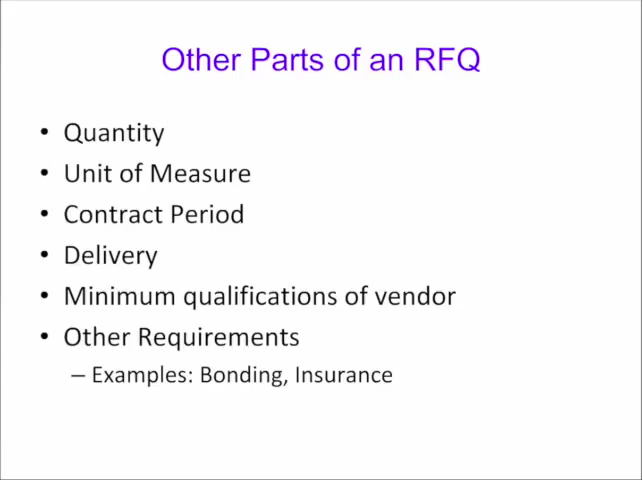 Other Parts of an RFQ
• Quantity
• Unit of Measure
• Contract Period
• Delivery
• Minimum qualifications of vendor
• Other Requirements
– Examples: Bonding, Insurance